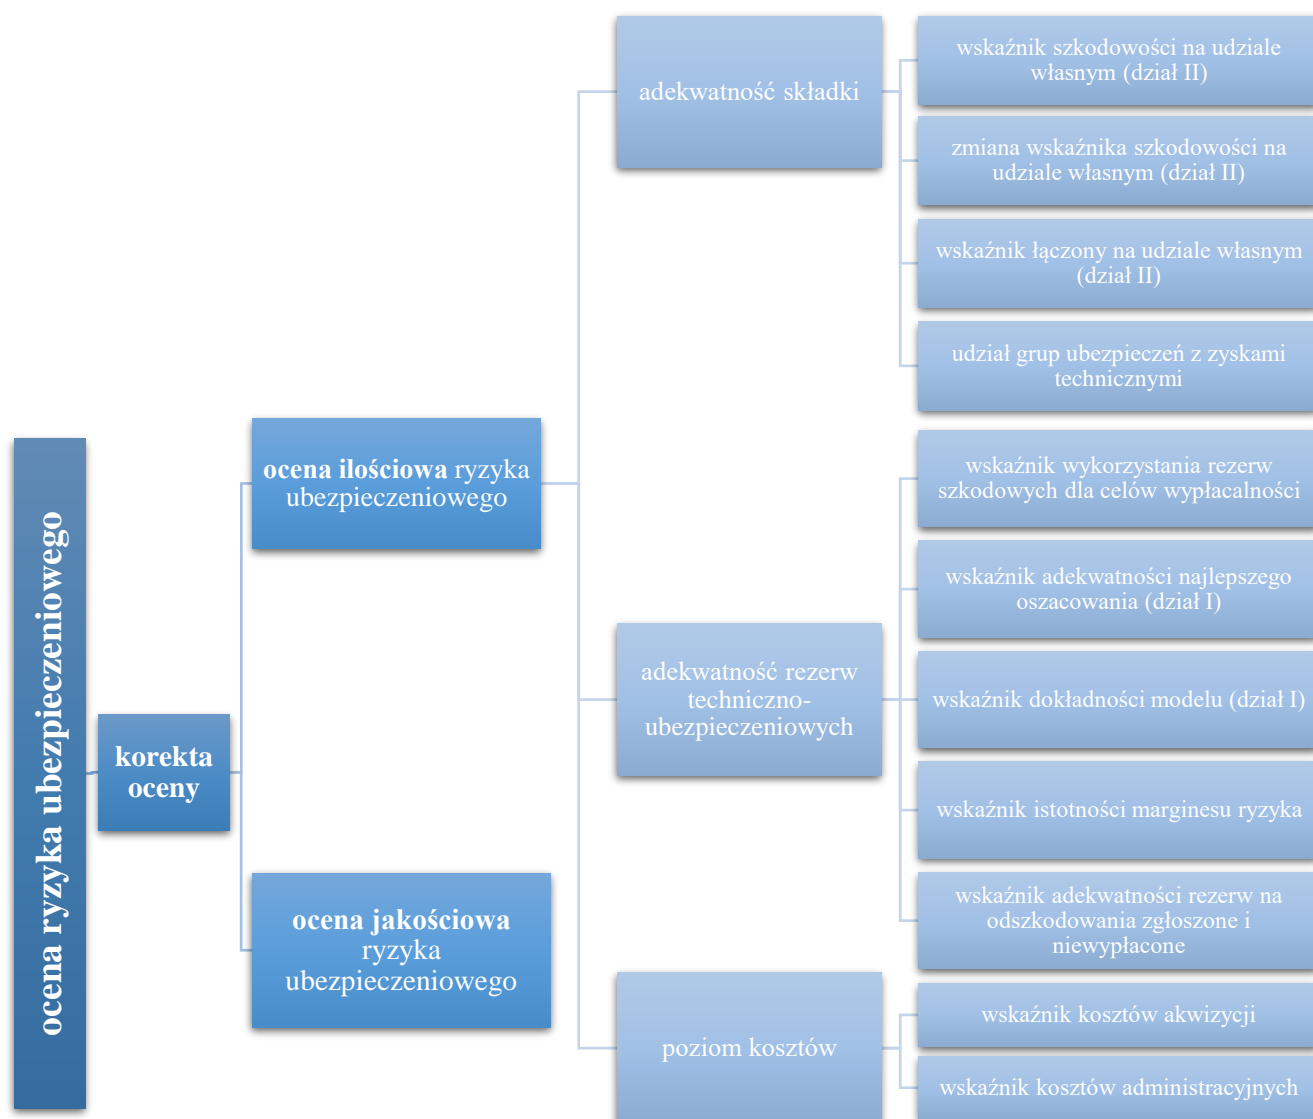 ocena ryzyka ubezpieczeniowego
korekta
oceny
ocena ilościowa ryzyka
ubezpieczeniowego
ocena jakościowa
ryzyka
ubezpieczeniowego
adekwatność składki
wskaźnik szkodowości na udziale
własnym (dział II)
zmiana wskaźnika szkodowości na
udziale własnym (dział II)
wskaźnik łączony na udziale własnym
(dział II)
udział grup ubezpieczeń z zyskami
technicznymi
adekwatność rezerw
techniczno-
ubezpieczeniowych
wskaźnik wykorzystania rezerw
szkodowych dla celów wypłacalności
wskaźnik adekwatności najlepszego
oszacowania (dział I)
wskaźnik dokładności modelu (dział I)
wskaźnik istotności marginesu ryzyka
wskaźnik adekwatności rezerw na
odszkodowania zgłoszone i
niewypłacone
poziom kosztów
wskaźnik kosztów akwizycji
wskaźnik kosztów administracyjnych